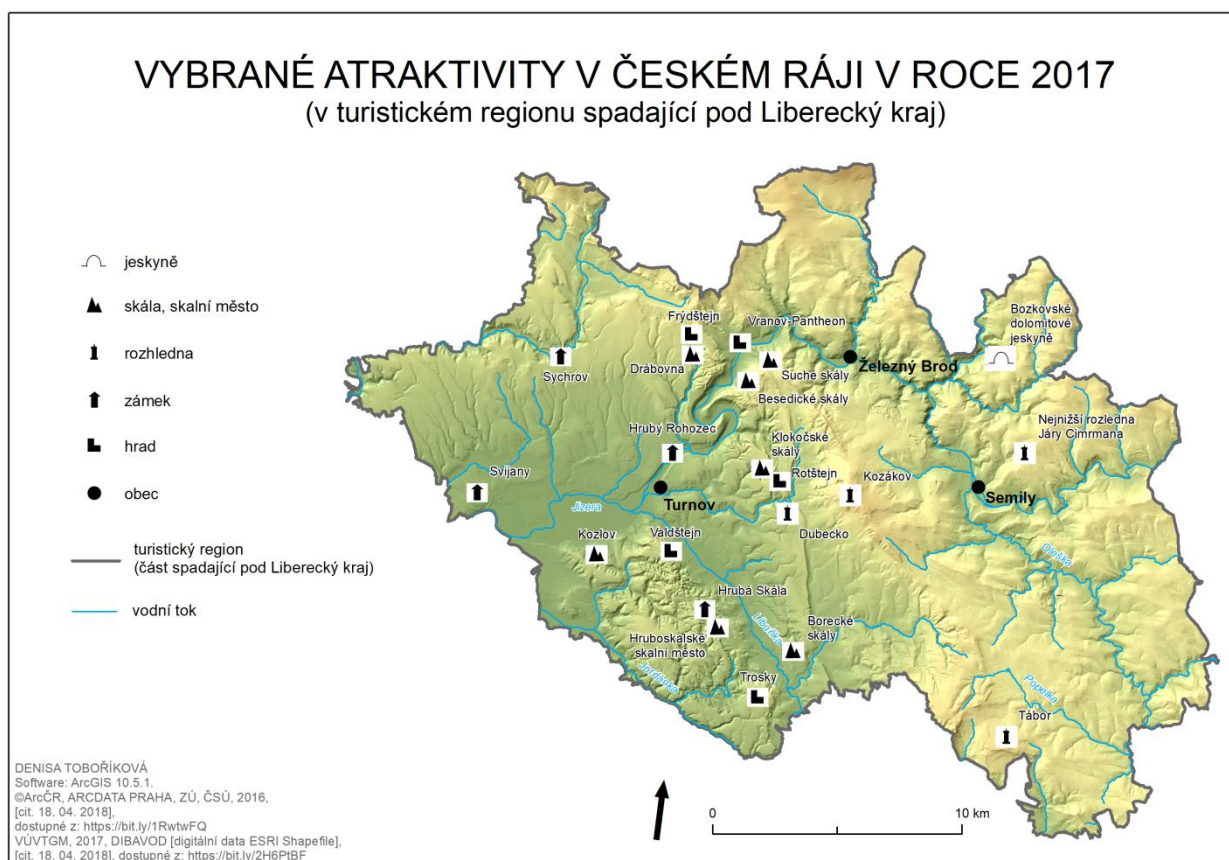 VYBRANÉ ATRAKTIVITY V ČESKÉM RÁJI V ROCE 2017
(v turistickém regionu spadající pod Liberecký kraj)
jeskyně
skála, skalní město
rozhledna
zámek
hrad
obec
turistický region
(část spadající pod Liberecký kraj)
vodní tok
Frýdštejn
Vranov-Pantheon
Bozkovské
dolomitové
jeskyně
Sychrov
Drábovna
Suché skály
Železný Brod
Besedické skály
Hrubý Rohozec
Klokočské
skály
Nejnižší rozledna
Járy Cimrmana
Svijany
Rotštejn
Kozákov
Turnov
Semily
Jizera
Dubecko
Kozlov
Valdštejn
Oleška
Hrubá Skála
Libuňka
Borecké
skály
Hruboskalské
skalní město
Jordánka
Trosky
Popelka
Tábor
DENISA TOBOŘÍKOVÁ
Software: ArcGIS 10.5.1.
©ArcČR, ARCDATA PRAHA, ZÚ, ČSÚ, 2016,
[cit. 18. 04. 2018],
dostupné z: https://bit.ly/1RwtwFQ
VÚVTGM, 2017, DIBAVOD [digitální data ESRI Shapefile],
[cit. 18. 04. 2018], dostupné z: https://bit.ly/2H6PtBF
0 10 km